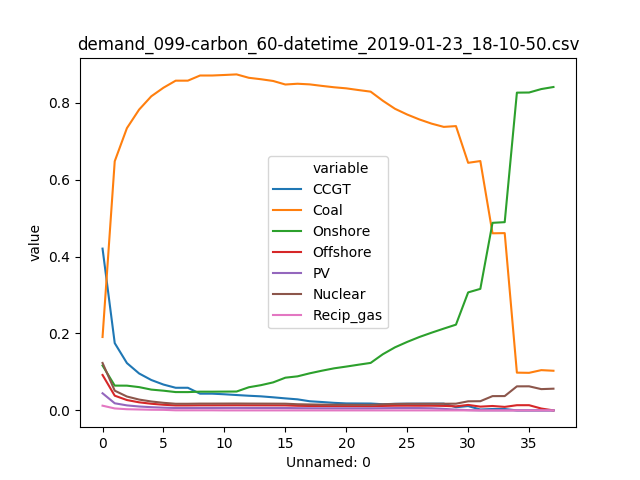 demand_099-carbon_60-datetime_2019-01-23_18-10-50.csv
value
0.8
0.6
0.4
0.2
0.0
variable
CCGT
Coal
Onshore
Offshore
PV
Nuclear
Recip_gas
0 5 10 15 20 25 30 35
Unnamed: 0